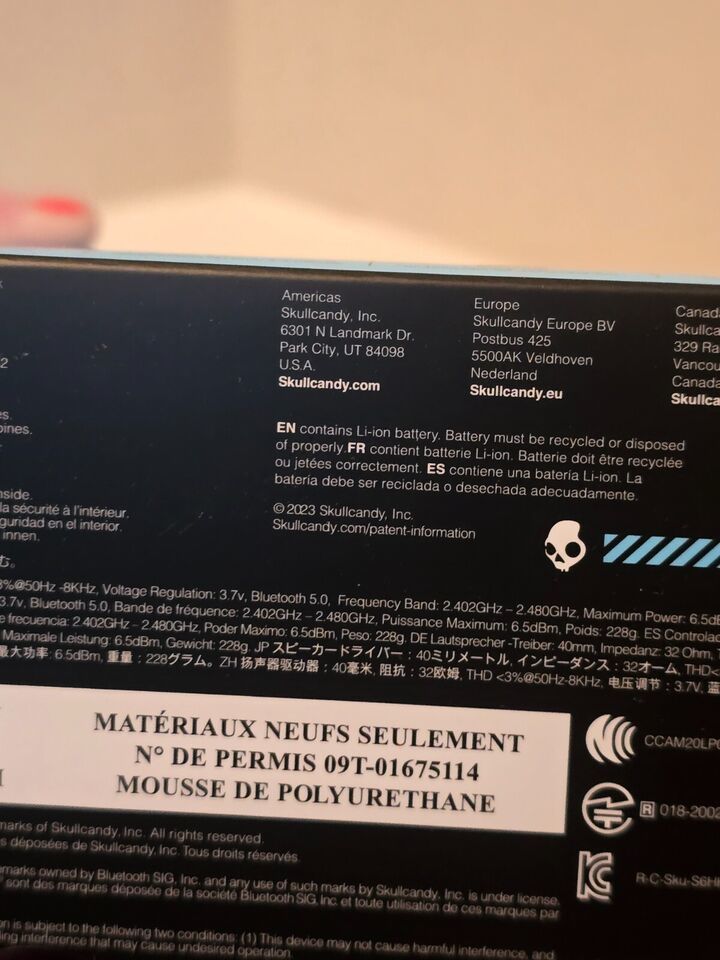 Americas
Skullcandy, Inc.
6301 N Landmark Dr.
Park City, UT 84098
U.S.A.
Skullcandy.com
Europe
Skullcandy Europe BV
Postbus 425
5500AK Veldhoven
Nederland
Skullcandy.eu
Canada
329
Canada
EN contains Li-ion battery. Battery must be recycled or disposed
of properly.FR contient batterie Li-ion. Batterie doit être recyclée
ou jetées correctement. ES contiene una batería Li-ion. La
batería debe ser reciclada o desechada adecuadamente.
la sécurité à l'intérieur.
en el interior.
innen.
©2023 Skullcandy, Inc.
Skullcandy.com/patent-information
%@50Hz -8KHz, Voltage Regulation: 3.7v, Bluetooth 5.0, Frequency Band: 2.402GHz – 2.480GHz, Maximum Power: 6.5dB
3.7v, Bluetooth 5.0, Bande de fréquence: 2.402GHz – 2.480GHz, Puissance Maximum: 6.5dBm, Poids: 228g. ES
frecuencia: 2.402GHz – 2.480GHz, Poder Maximo: 6.5dBm, Peso: 228g. DE Lautsprecher -Treiber: 40mm, Impedanz: 32 Ohm,
Maximale Leistung: 6.5dBm, Gewicht: 228g. JP スピーカードライバー：40ミリメートル, インピーダンス：32オーム, THD<
最大功率: 6.5dBm, 重量：228グラム。ZH 扬声器驱动器：40毫米, 阻抗：32欧姆, THD <3%@50Hz-8KHz, 电压调节：3.7V, 蓝
MATÉRIAUX NEUFS SEULEMENT
N° DE PERMIS 09T-01675114
MOUSSE DE POLYURETHANE
CCAM20LP
R 018-2002
R-C-Sku-S6H
marks of Skullcandy, Inc. All rights reserved.
déposées de Skullcandy, Inc. Tous droits réservés.
marks owned by Bluetooth SIG, Inc. and any use of such marks by Skullcandy, Inc. is under license.
sont des marques déposée de la société Bluetooth SIG, Inc et toute utilisation de ces marques par
is subject to the following two conditions: (1) This device may not cause harmful interference, and
interference that may cause undesired operation.